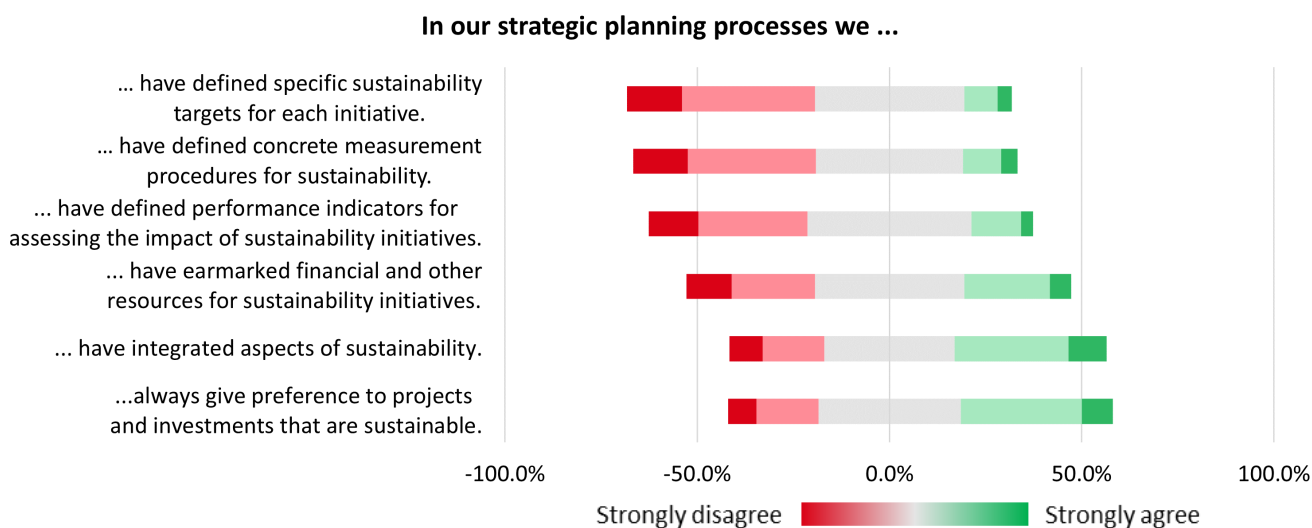 In our strategic planning processes we ...
... have defined specific sustainability
targets for each initiative.
... have defined concrete measurement
procedures for sustainability.
... have defined performance indicators for
assessing the impact of sustainability initiatives.
... have earmarked financial and other
resources for sustainability initiatives.
... have integrated aspects of sustainability.
...always give preference to projects
and investments that are sustainable.
-100.0% -50.0% 0.0% 50.0% 100.0%
Strongly disagree Strongly agree